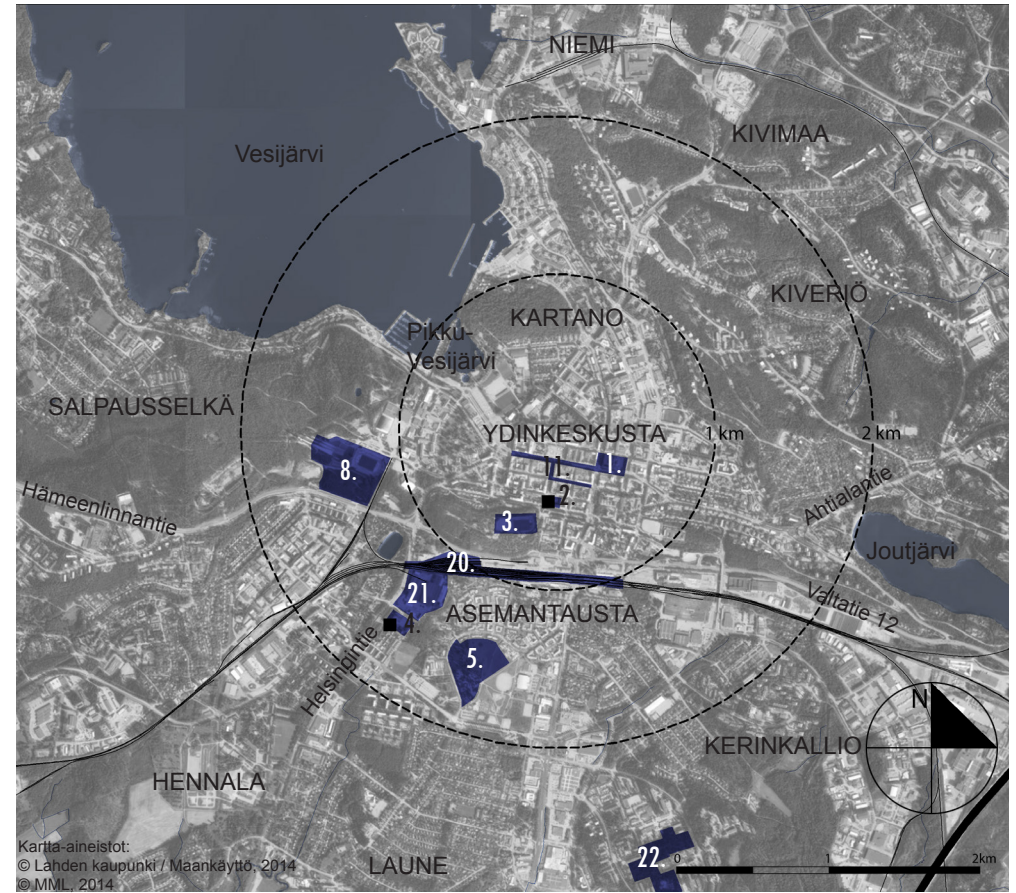 NIEMI
KIVIMAA
Vesijärvi
KIVERIÖ
KARTANO
Pikku-
Vesijärvi
SALPAUSSELKÄ
YDINKESKUSTA
1 km
2 km
11.
1.
8.
2.
Hämeenlinnantie
Ahtialantie
3.
Joutjärvi
20.
21.
Valtatie 12
ASEMANTAUSTA
4.
Helsingintie
5.
N
KERINKALLIO
HENNALA
Kartta-aineistot:
© Lahden kaupunki / Maankäyttö, 2014
© MML, 2014
LAUNE
22.
0
1
2km